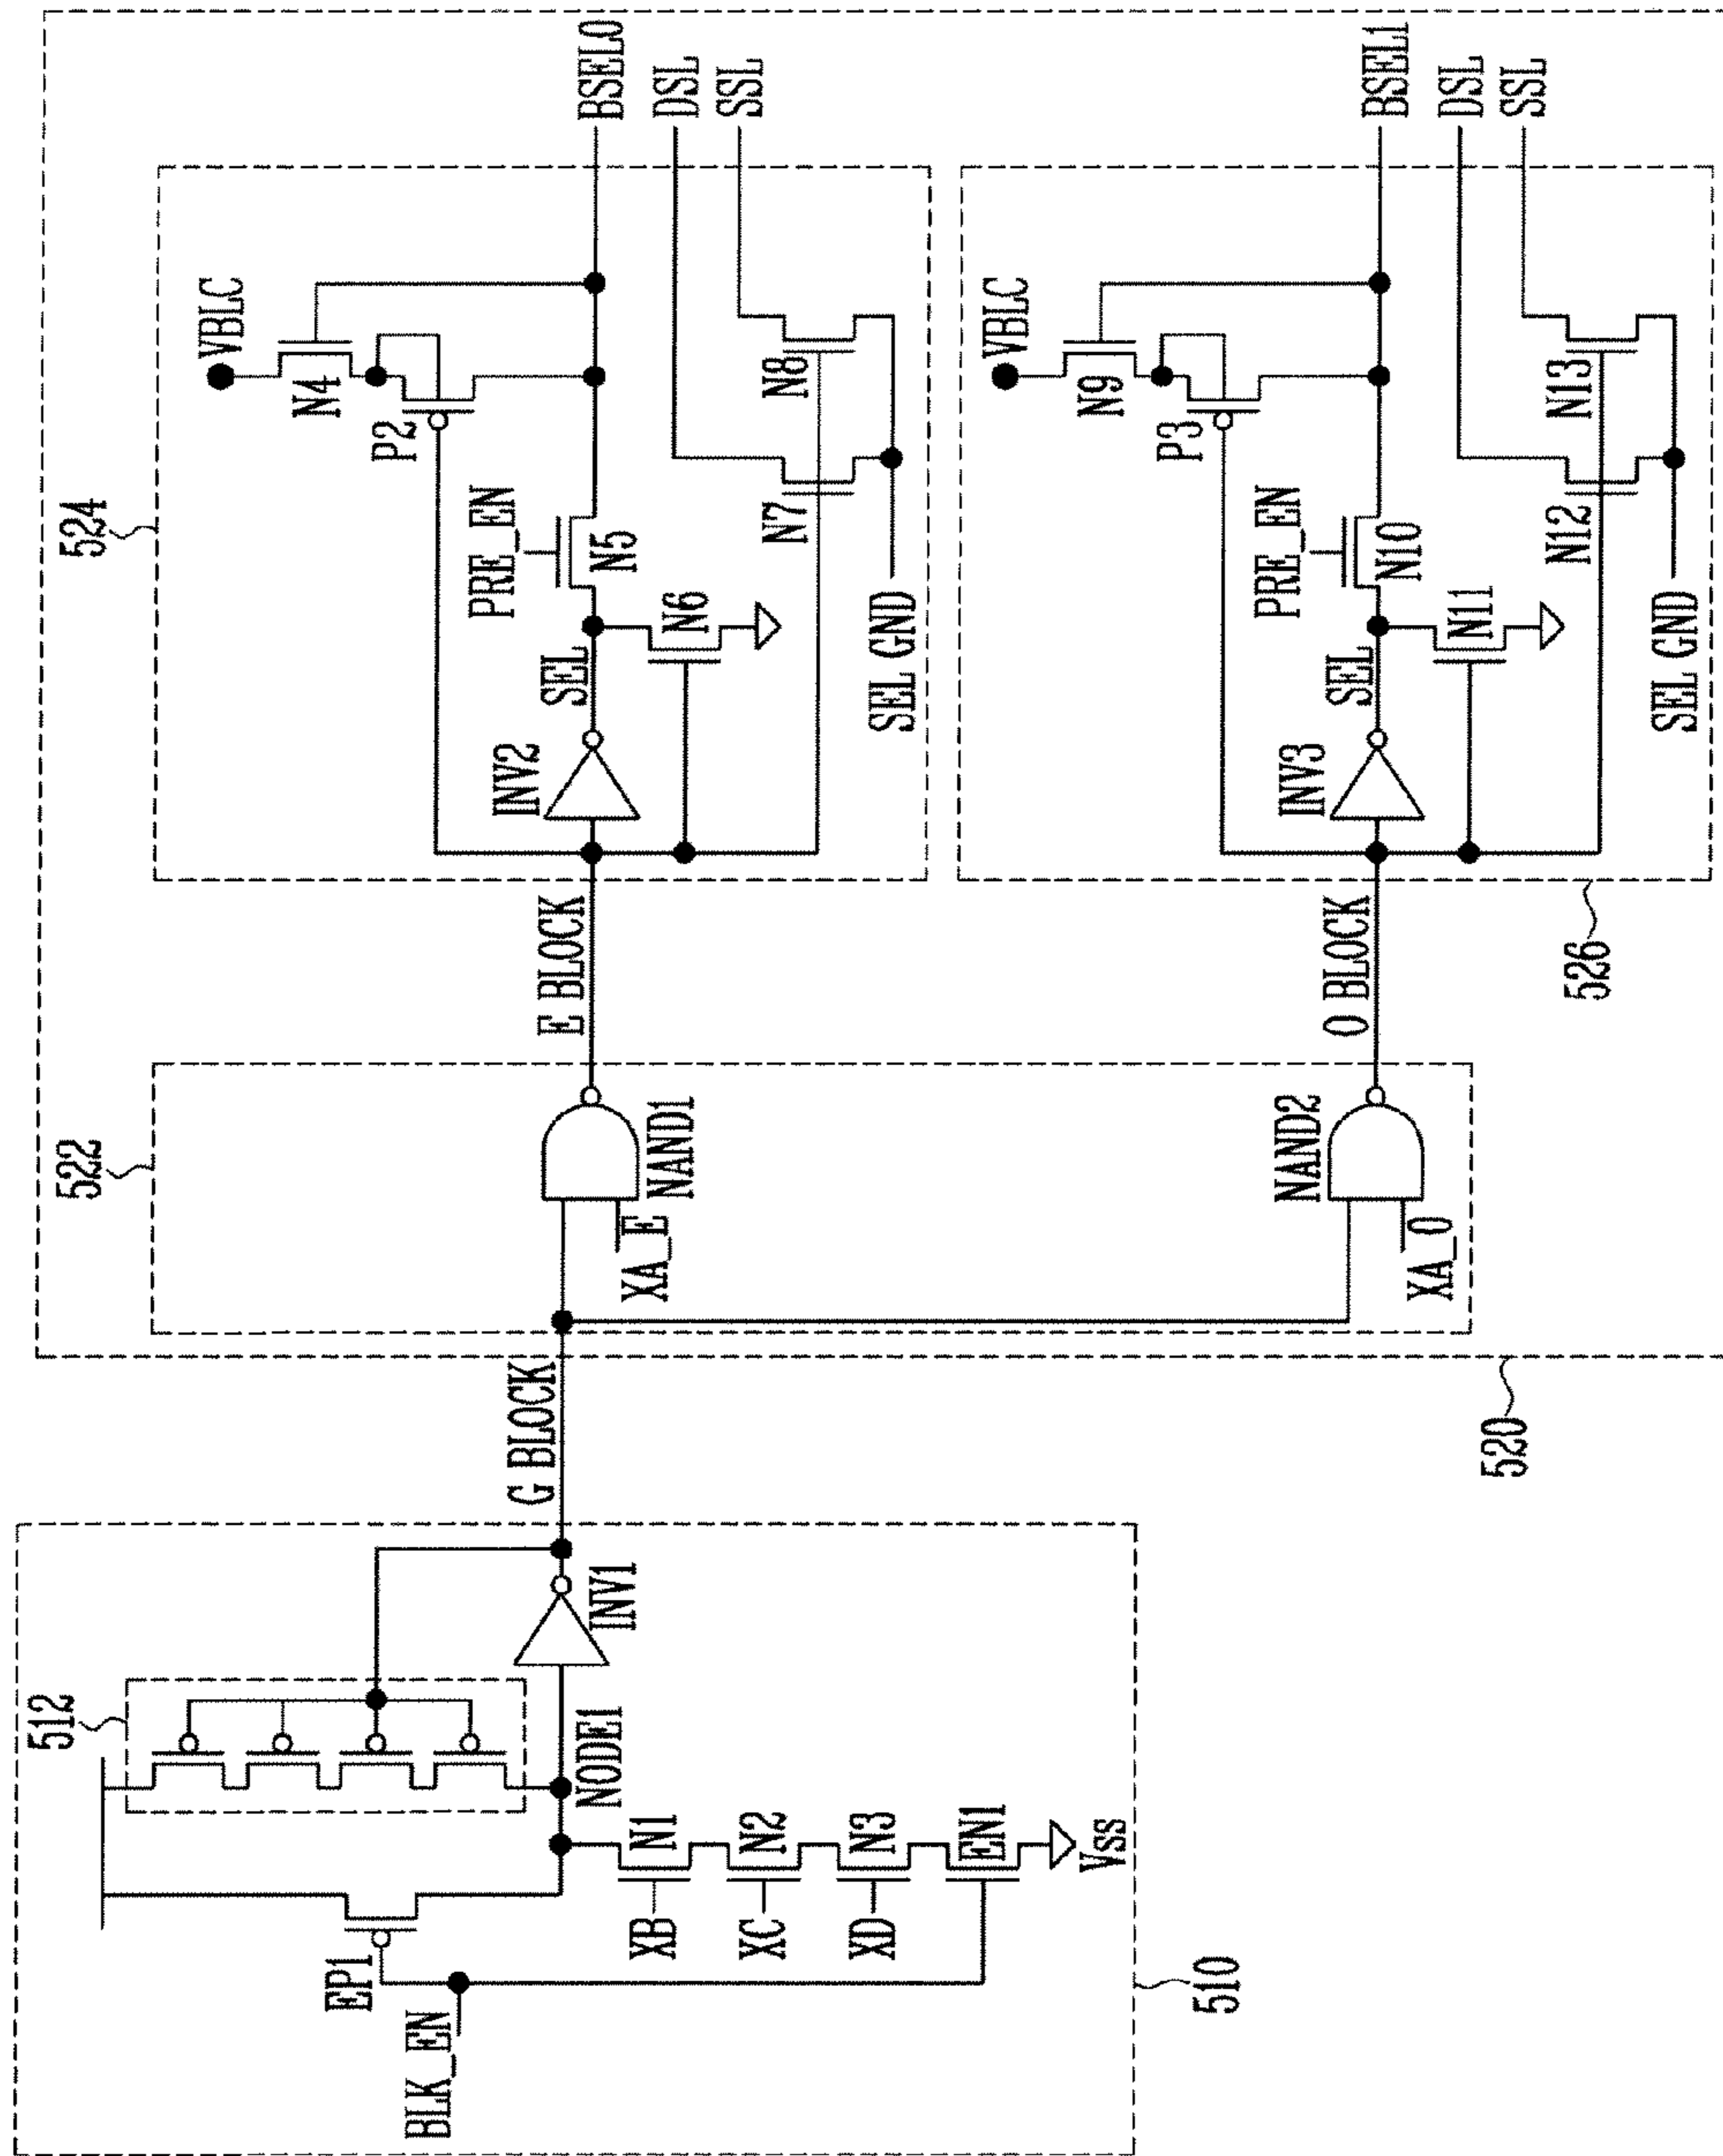 510
BLK_EN
EP1
512
XB
N1
XC
N2
XD
N3
EN1
Vss
NODE1
INV1
G BLOCK
520
522
XA_E
NAND1
XA_O
NAND2
E BLOCK
O BLOCK
524
INV2
SEL
PRE_EN
N5
N6
P2
N4
VBLC
N7
N8
SEL GND
BSEL0
DSL
SSL
526
INV3
SEL
PRE_EN
N10
N11
P3
N9
VBLC
N12
N13
SEL GND
BSEL1
DSL
SSL